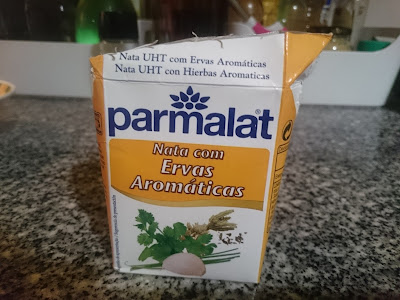 Nata UHT com Ervas Aromáticas
Nata UHT con Hierbas Aromaticas
parmalat®
Nata com
Ervas
Aromáticas